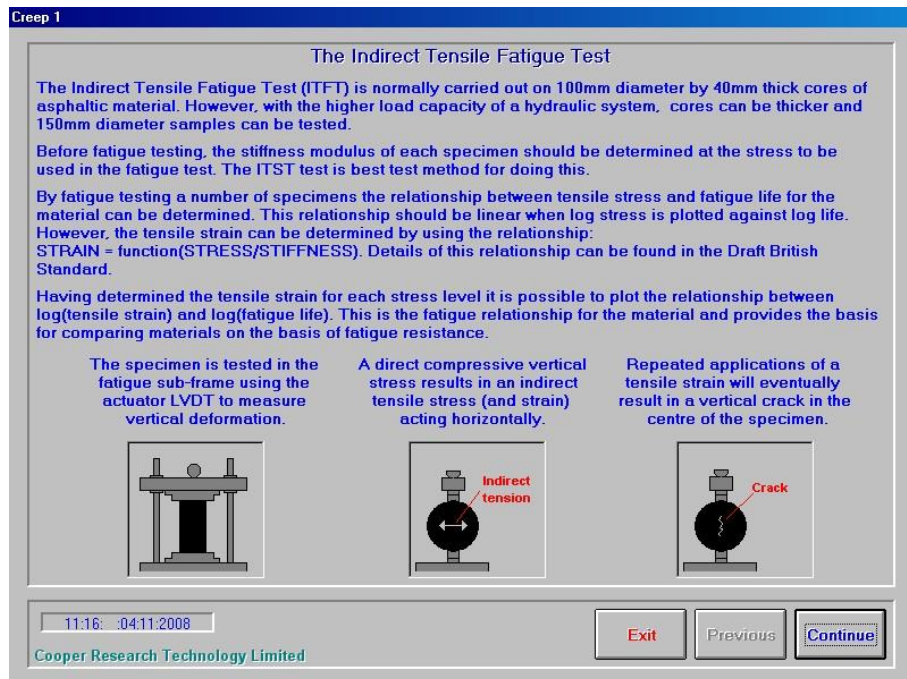 Creep 1
The Indirect Tensile Fatigue Test
The Indirect Tensile Fatigue Test (ITFT) is normally carried out on 100mm diameter by 40mm thick cores of
asphaltic material. However, with the higher load capacity of a hydraulic system,  cores can be thicker and
150mm diameter samples can be tested.
Before fatigue testing, the stiffness modulus of each specimen should be determined at the stress to be
used in the fatigue test. The ITST test is best test method for doing this.
By fatigue testing a number of specimens the relationship between tensile stress and fatigue life for the
material can be determined. This relationship should be linear when log stress is plotted against log life.
However, the tensile strain can be determined by using the relationship:
STRAIN = function(STRESS/STIFFNESS). Details of this relationship can be found in the Draft British
Standard.
Having determined the tensile strain for each stress level it is possible to plot the relationship between
log(tensile strain) and log(fatigue life). This is the fatigue relationship for the material and provides the basis
for comparing materials on the basis of fatigue resistance.
The specimen is tested in the
fatigue sub-frame using the
actuator LVDT to measure
vertical deformation.
A direct compressive vertical
stress results in an indirect
tensile stress (and strain)
acting horizontally.
Repeated applications of a
tensile strain will eventually
result in a vertical crack in the
centre of the specimen.
Indirect
tension
Crack
11:16:  :04:11:2008
Cooper Research Technology Limited
Exit
Previous
Continue